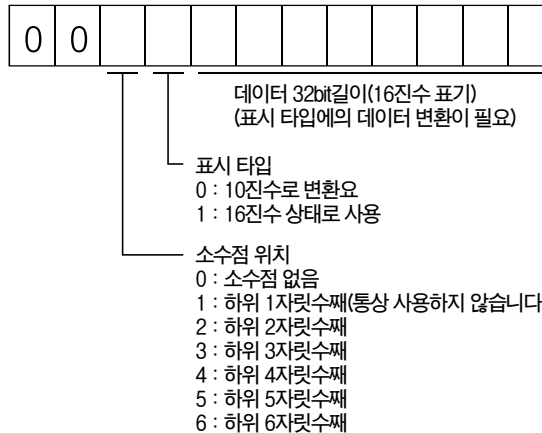 0 0
데이터 32bit길이(16진수 표기)
(표시 타입에의 데이터 변환이 필요)
표시 타입
0 : 10진수로 변환요
1 : 16진수 상태로 사용
소수점 위치
0 : 소수점 없음
1 : 하위 1자릿수째(통상 사용하지 않습니다
2 : 하위 2자릿수째
3 : 하위 3자릿수째
4 : 하위 4자릿수째
5 : 하위 5자릿수째
6 : 하위 6자릿수째